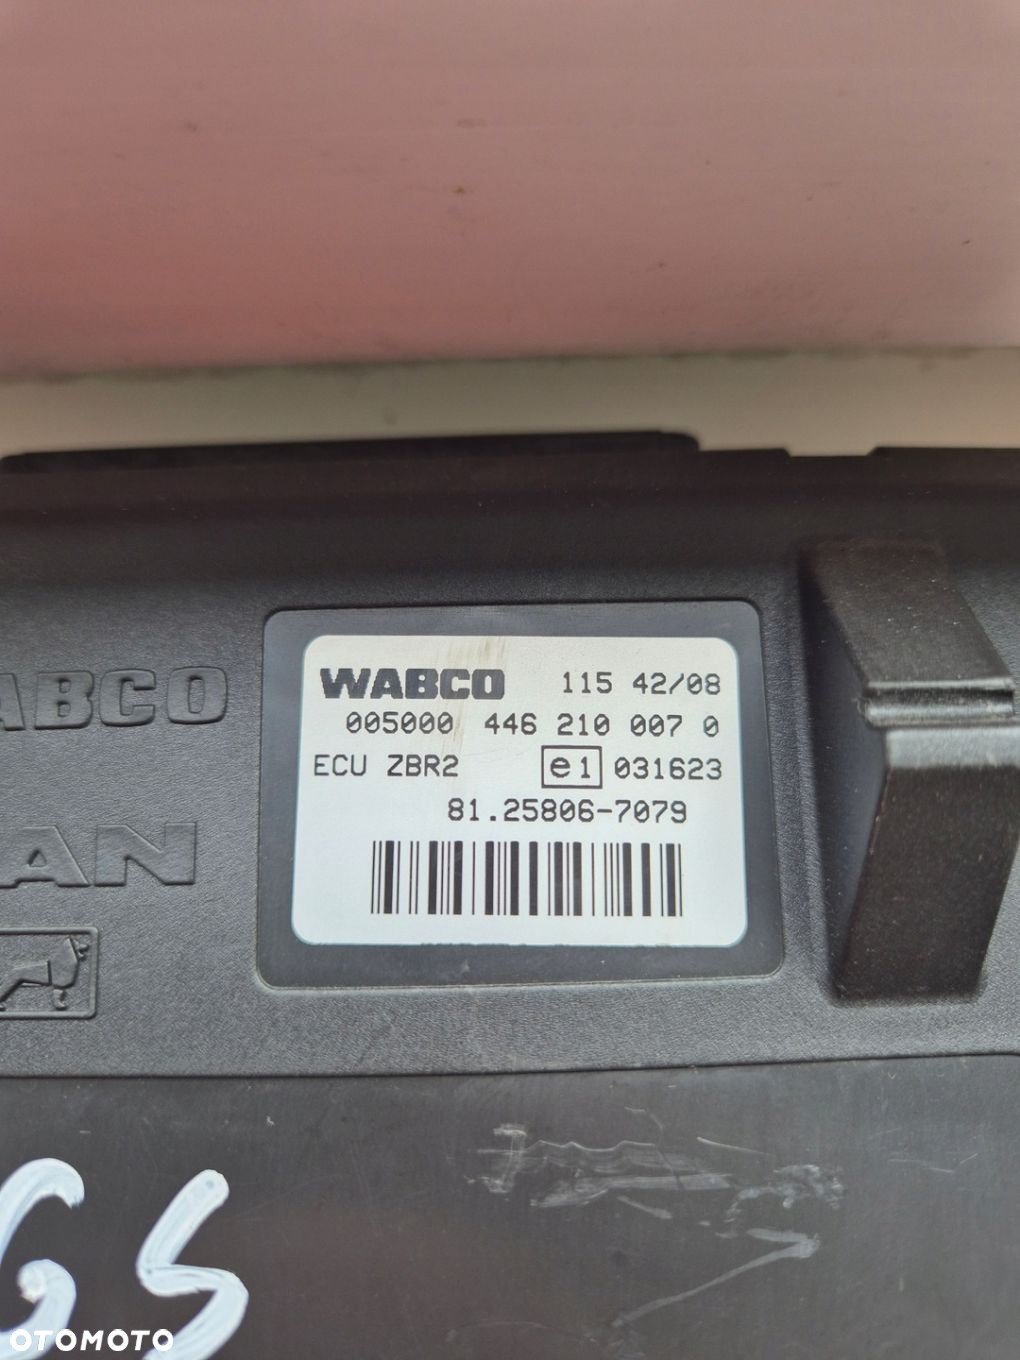 WABCO 115 42/08
005000 446 210 007 0
ECU ZBR2 e1 031623
81.25806-7079
ABCO
AN
GS
OTOMOTO